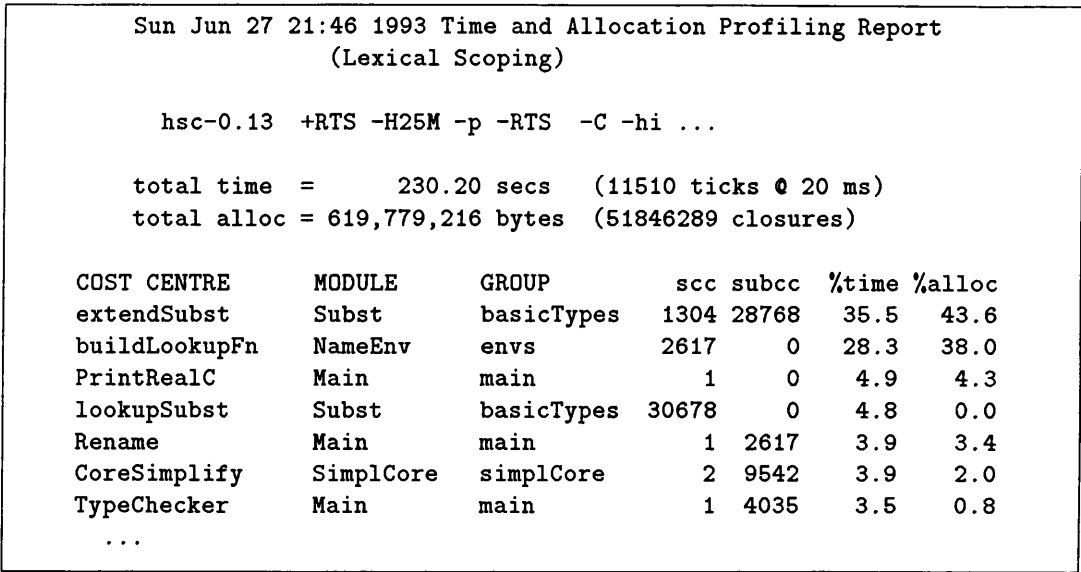 Sun Jun 27 21:46 1993 Time and Allocation Profiling Report
(Lexical Scoping)
hsc-0.13 +RTS -H25M -p -RTS -C -hi ...
total time = 230.20 secs (11510 ticks @ 20 ms)
total alloc = 619,779,216 bytes (51846289 closures)
COST CENTRE MODULE GROUP scc subcc %time %alloc
extendSubst Subst basicTypes 1304 28768 35.5 43.6
buildLookupFn NameEnv envs 2617 0 28.3 38.0
PrintRealC Main main 1 0 4.9 4.3
lookupSubst Subst basicTypes 30678 0 4.8 0.0
Rename Main main 1 2617 3.9 3.4
CoreSimplify SimplCore simplCore 2 9542 3.9 2.0
TypeChecker Main main 1 4035 3.5 0.8
...